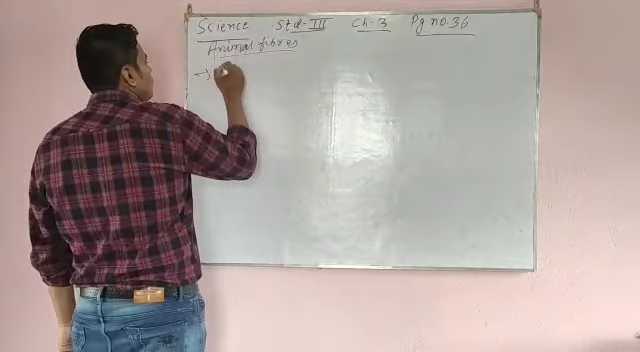 Science Std-III Ch-3 Pg no.36
Animal fibres
→